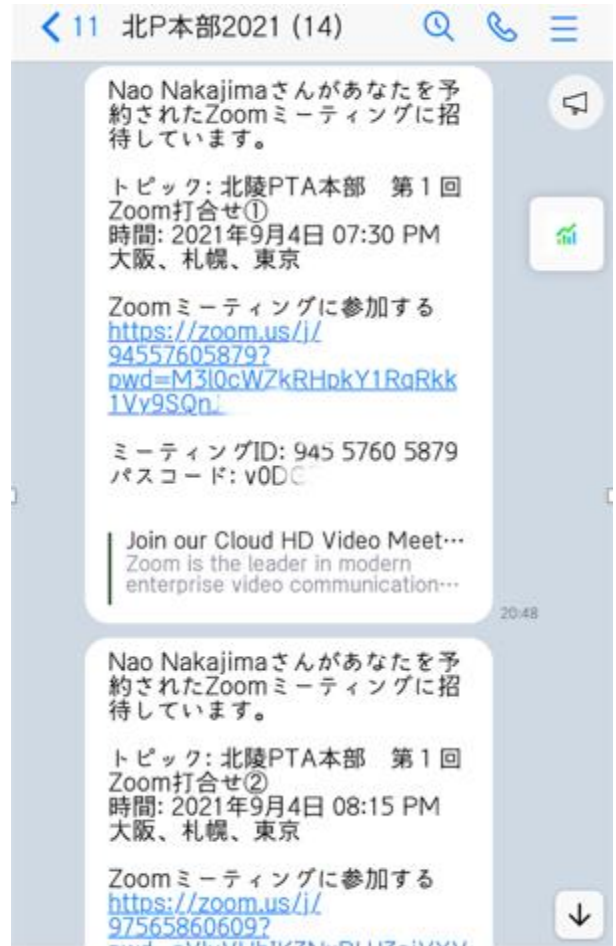 11 北P本部2021 (14)
Nao Nakajimaさんがあなたを予
約されたZoomミーティングに招
待しています。
トピック: 北陵PTA本部 第1回
Zoom打合せ①
時間: 2021年9月4日 07:30 PM
大阪、札幌、東京
Zoomミーティングに参加する
https://zoom.us/j/
94557605879?
ミーティングID: 945 5760 5879
パスコード:
Join our Cloud HD Video Meet…
Zoom is the leader in modern
enterprise video communication…
20:48
Nao Nakajimaさんがあなたを予
約されたZoomミーティングに招
待しています。
トピック: 北陵PTA本部 第1回
Zoom打合せ②
時間: 2021年9月4日 08:15 PM
大阪、札幌、東京
Zoomミーティングに参加する
https://zoom.us/j/
97565860609?